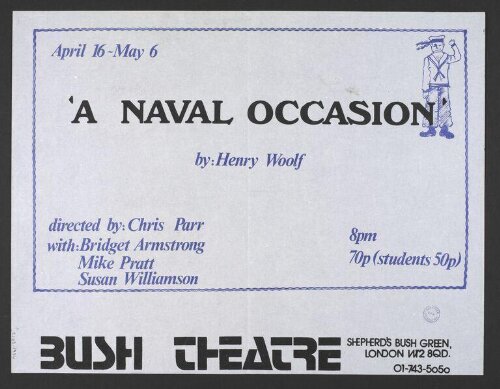 April 16-May 6
'A NAVAL OCCASION'
by: Henry Woolf
directed by: Chris Parr
with: Bridget Armstrong
Mike Pratt
Susan Williamson
8pm
70p (students 50p)
BUSH THEATRE
SHEPHERD'S BUSH GREEN,
LONDON W12 8QD.
01-743-5050